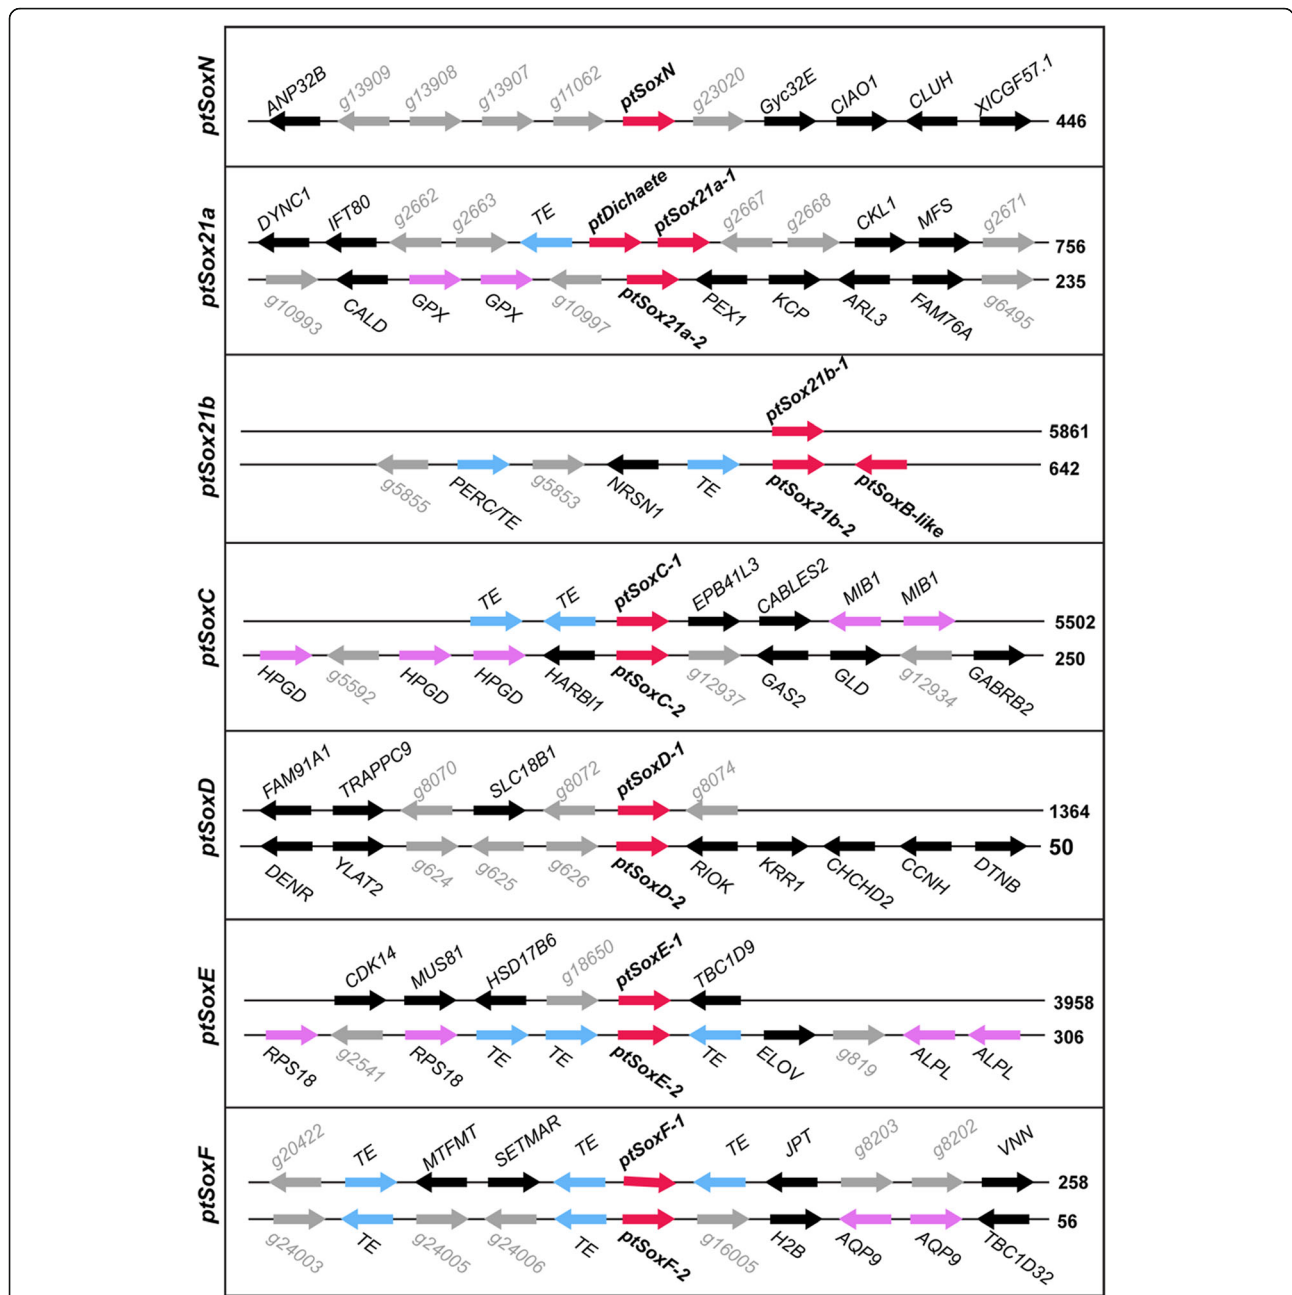 ptSoxN
ANP32B g13909 g13908 g13907 g11062 ptSoxN g23020 Gyc32E CIAO1 CLUH XICGF57.1
446
ptSox21a
DYNC1 IFT80 g2662 g2663 TE ptDichaete ptSox21a-1 g2667 g2668 CKL1 MFS g2671
756
235
g10993 CALD GPX GPX g10997 ptSox21a-2 PEX1 KCP ARL3 FAM76A g6495
ptSox21b
ptSox21b-1
5861
642
g5855 PERC/TE g5853 NRSN1 TE ptSox21b-2 ptSoxB-like
ptSoxC
TE TE ptSoxC-1 EPB41L3 CABLES2 MIB1 MIB1
5502
250
HPGD g5592 HPGD HPGD HARBI1 ptSoxC-2 g12937 GAS2 GLD g12934 GABRB2
ptSoxD
FAM91A1 TRAPPC9 g8070 SLC18B1 g8072 ptSoxD-1 g8074
1364
50
DENR YLAT2 g624 g625 g626 ptSoxD-2 RIOK KRR1 CHCHD2 CCNH DTNB
ptSoxE
CDK14 MUS81 HSD17B6 g18650 ptSoxE-1 TBC1D9
3958
306
RPS18 g2541 RPS18 TE TE ptSoxE-2 TE ELOV g819 ALPL ALPL
ptSoxF
g20422 TE MTFMT SETMAR TE ptSoxF-1 TE JPT g8203 g8202 VNN
258
56
g24003 TE g24005 g24006 TE ptSoxF-2 g16005 H2B AQP9 AQP9 TBC1D32